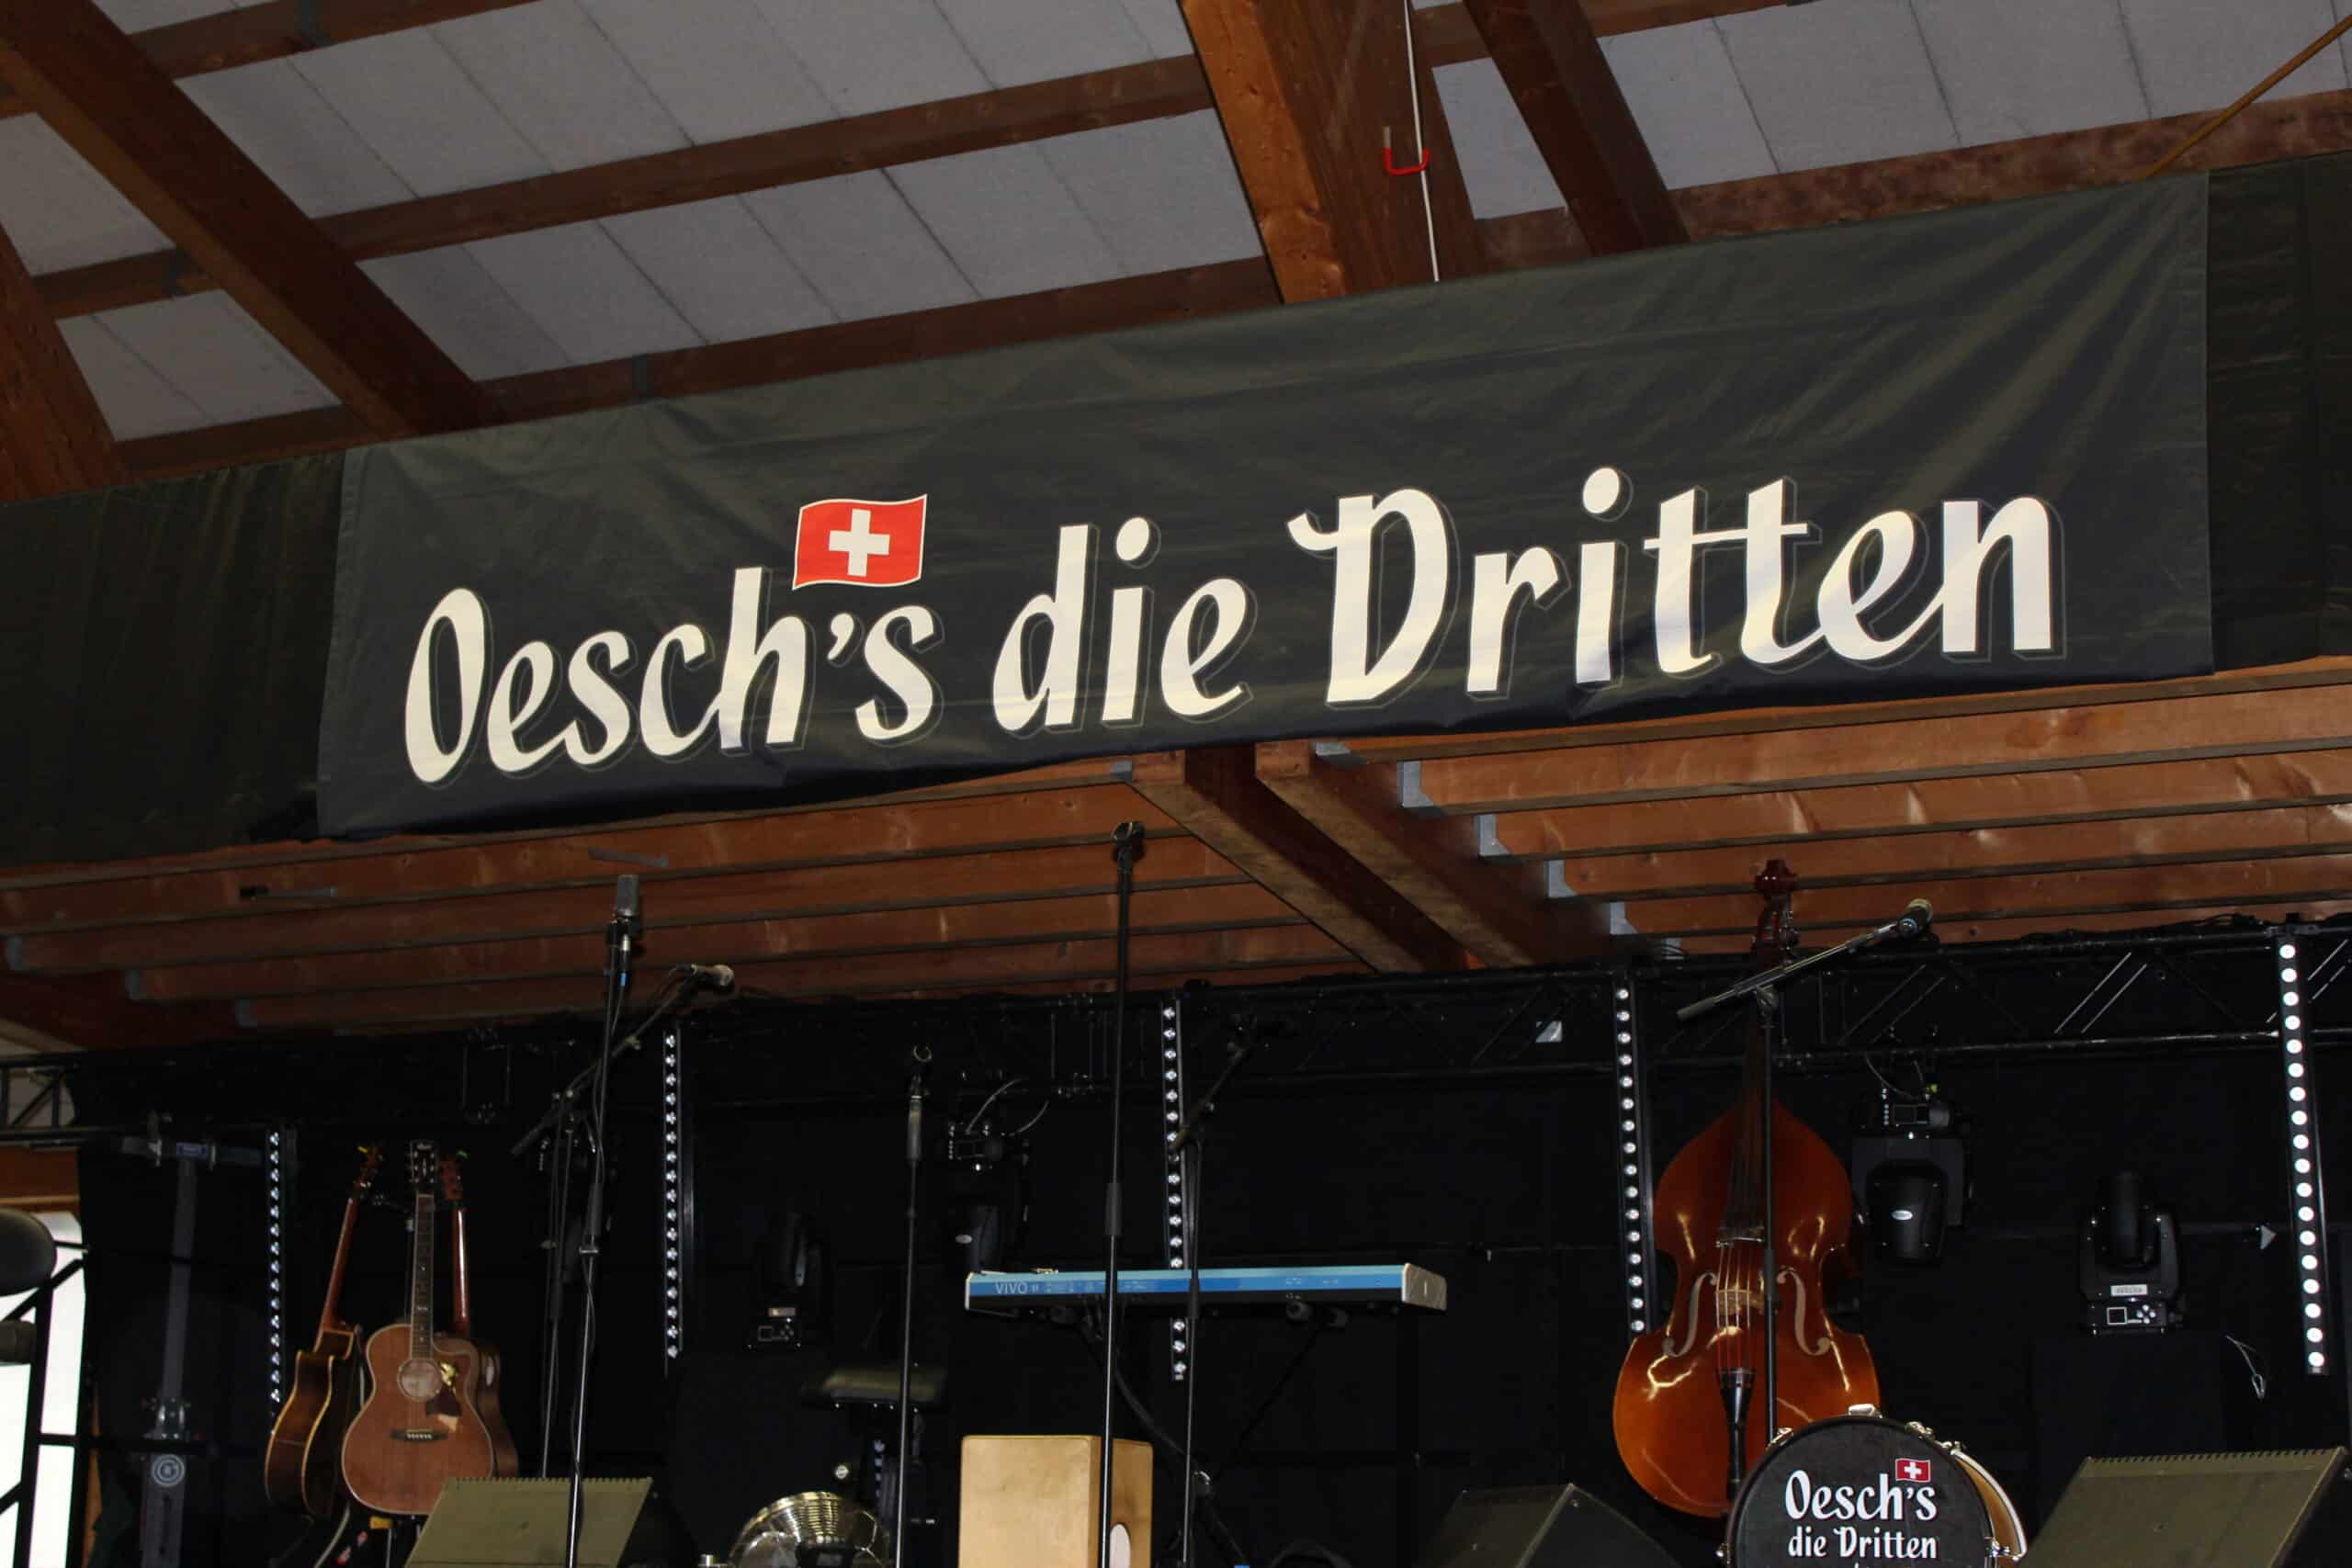 Oesch's die Dritten
VIVO
Oesch's
die Dritten